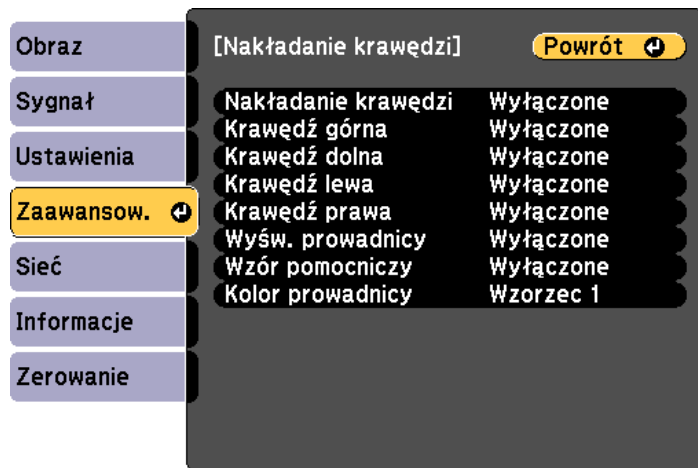 Obraz
Sygnał
Ustawienia
Zaawansow.
Sieć
Informacje
Zerowanie
[Nakładanie krawędzi] Powrót
Nakładanie krawędzi Wyłączone
Krawędź górna Wyłączone
Krawędź dolna Wyłączone
Krawędź lewa Wyłączone
Krawędź prawa Wyłączone
Wyśw. prowadnicy Wyłączone
Wzór pomocniczy Wyłączone
Kolor prowadnicy Wzorzec 1